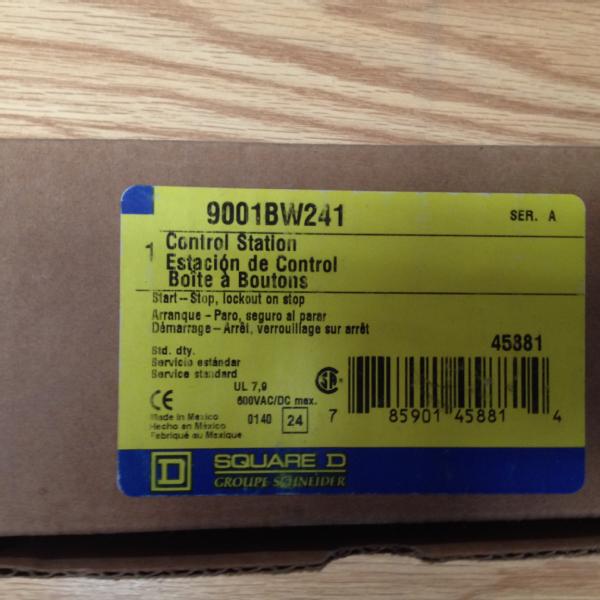 9001BW241 SER. A
1 Control Station
Estación de Control
Boîte à Boutons
Start-Stop, lockout on stop
Arranque - Paro, seguro al parar
Démarrage - Arrêt, verrouillage sur arrêt
45881
Std. dty.
Servicio estándar
Service standard
UL 7,9
600VAC/DC max.
CE
Made in Mexico
Hecho en México
Fabriqué au Mexique
0140 24
7 85901 45881 4
SQUARE D
GROUPE SCHNEIDER